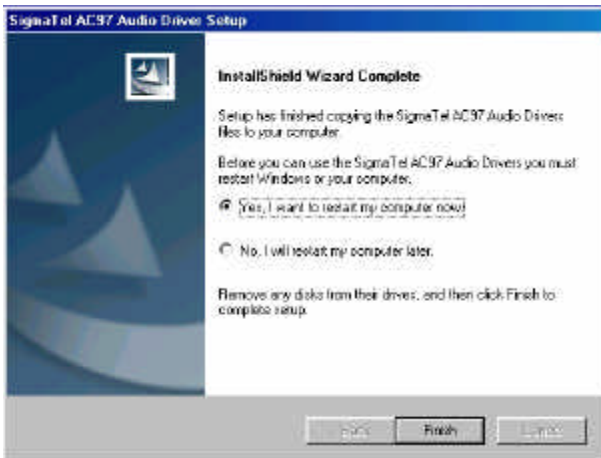 SigmaTel AC97 Audio Driver Setup
InstallShield Wizard Complete
Setup has finished copying the SigmaTel AC97 Audio Drivers
files to your computer.
Before you can use the SigmaTel AC97 Audio Drivers you must
restart Windows or your computer.
Yes, I want to restart my computer now.
No, I will restart my computer later.
Remove any disks from their drives, and then click Finish to
complete setup.
Back
Finish
Cancel